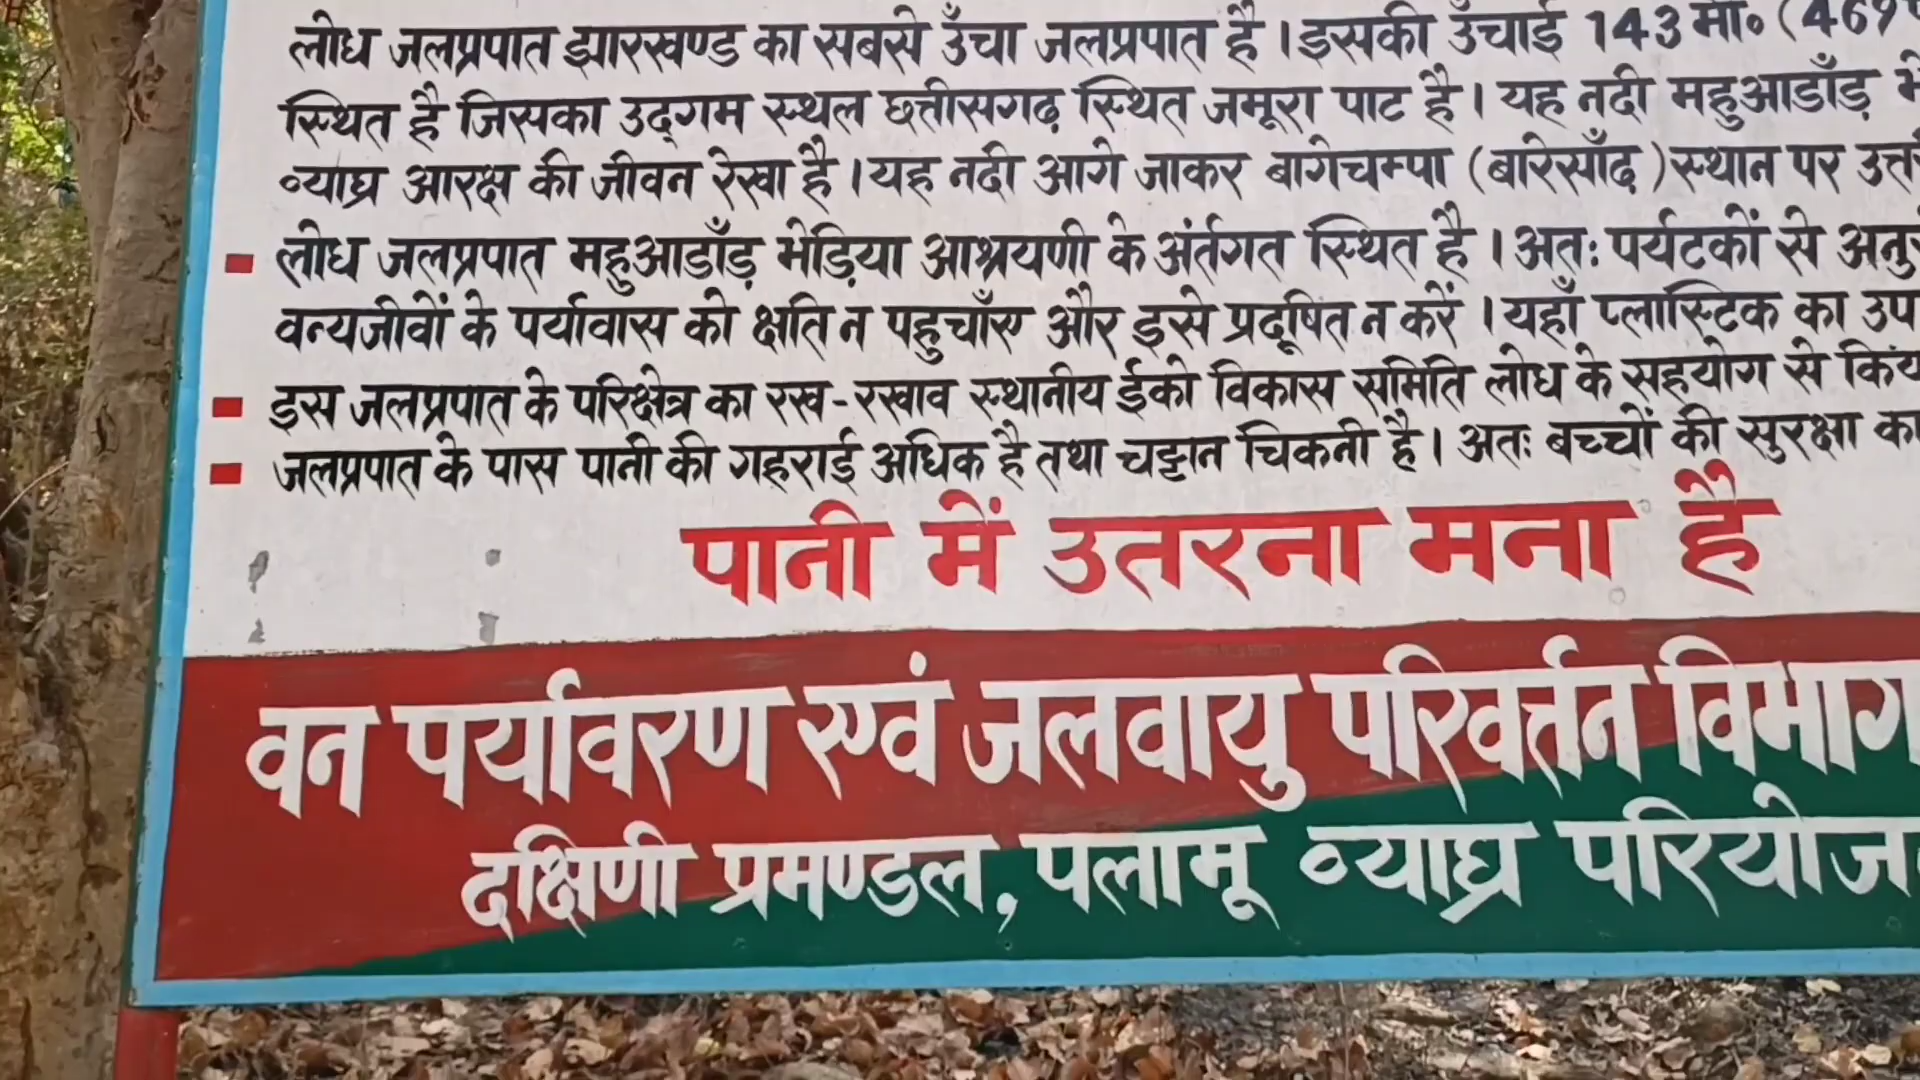 लोध जलप्रपात झारखण्ड का सबसे उँचा जलप्रपात है। इसकी उँचाई 143 मी० (469
स्थित है जिसका उद्‌गम स्थल छत्तीसगढ़ स्थित जमूरा पाट है। यह नदी महुआडाँड़
व्याघ्र आरक्ष की जीवन रेखा है। यह नदी आगे जाकर बागेचम्पा (बारेसाँढ) स्थान पर
- लोध जलप्रपात महुआडाँड़ भेड़िया आश्रयणी के अंर्तगत स्थित है। अतः पर्यटकों से
वन्यजीवों के पर्यावास को क्षति न पहुचाँए और इसे प्रदूषित न करें। यहाँ प्लास्टिक का
- इस जलप्रपात के परिक्षेत्र का रख-रखाव स्थानीय ईको विकास समिति लोध के सहयोग से
- जलप्रपात के पास पानी की गहराई अधिक है तथा चट्टान चिकनी है। अतः बच्चों की सुरक्षा का
पानी में उतरना मना है
वन पर्यावरण एवं जलवायु परिवर्त्तन विभाग
दक्षिणी प्रमण्डल, पलामू व्याघ्र